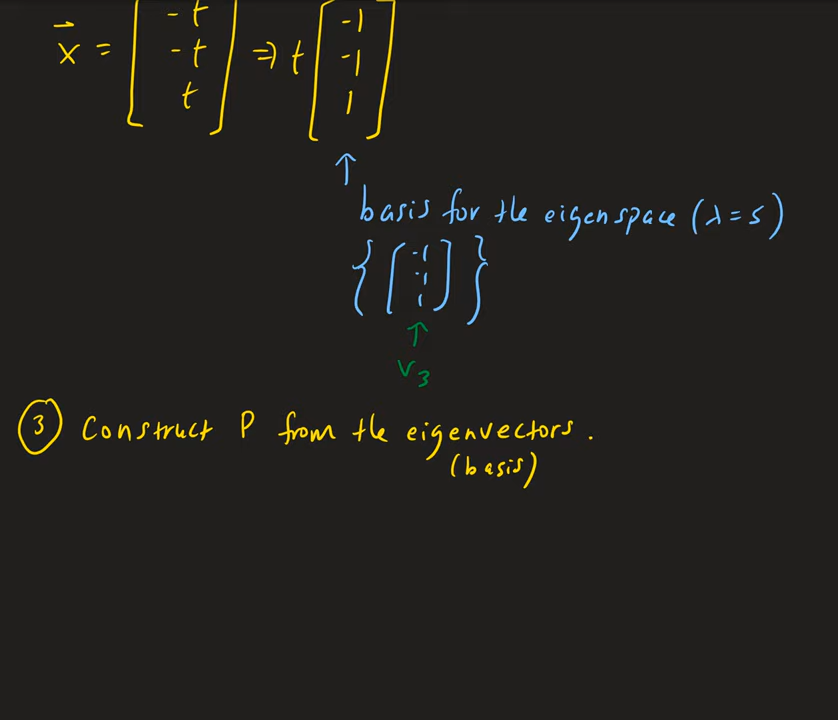 x⃗ = [ -t -t t ] ⇒ t [ -1 -1 1 ]
↑
basis for the eigenspace (λ = 5)
{ [ -1 -1 1 ] }
↑
v₃
③ Construct P from the eigenvectors.
(basis)